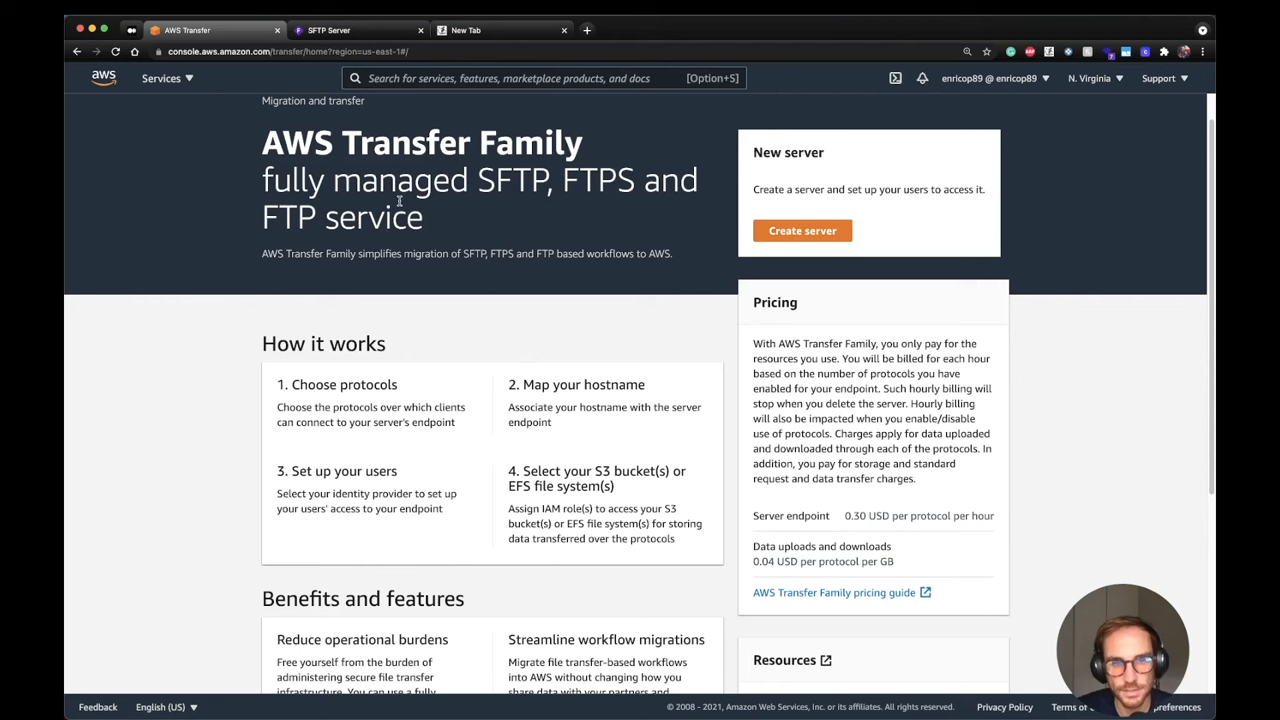 AWS Transfer
SFTP Server
New Tab
console.aws.amazon.com/transfer/home?region=us-east-1#/
aws
Services
Search for services, features, marketplace products, and docs
[Option+S]
enricop89 @ enricop89
N. Virginia
Support
Migration and transfer
AWS Transfer Family
fully managed SFTP, FTPS and
FTP service
AWS Transfer Family simplifies migration of SFTP, FTPS and FTP based workflows to AWS.
New server
Create a server and set up your users to access it.
Create server
How it works
1. Choose protocols
Choose the protocols over which clients
can connect to your server's endpoint
2. Map your hostname
Associate your hostname with the server
endpoint
3. Set up your users
Select your identity provider to set up
your users' access to your endpoint
4. Select your S3 bucket(s) or
EFS file system(s)
Assign IAM role(s) to access your S3
bucket(s) or EFS file system(s) for storing
data transferred over the protocols
Pricing
With AWS Transfer Family, you only pay for the
resources you use. You will be billed for each hour
based on the number of protocols you have
enabled for your endpoint. Such hourly billing will
stop when you delete the server. Hourly billing
will also be impacted when you enable/disable
use of protocols. Charges apply for data uploaded
and downloaded through each of the protocols. In
addition, you pay for storage and standard
request and data transfer charges.
Server endpoint
0.30 USD per protocol per hour
Data uploads and downloads
0.04 USD per protocol per GB
AWS Transfer Family pricing guide
Benefits and features
Reduce operational burdens
Free yourself from the burden of
administering secure file transfer
infrastructure. You can use a fully
Streamline workflow migrations
Migrate file transfer-based workflows
into AWS without changing how you
share data with your partners and
Resources
Feedback
English (US)
© 2008 - 2021, Amazon Web Services, Inc. or its affiliates. All rights reserved.
Privacy Policy
Terms of
preferences